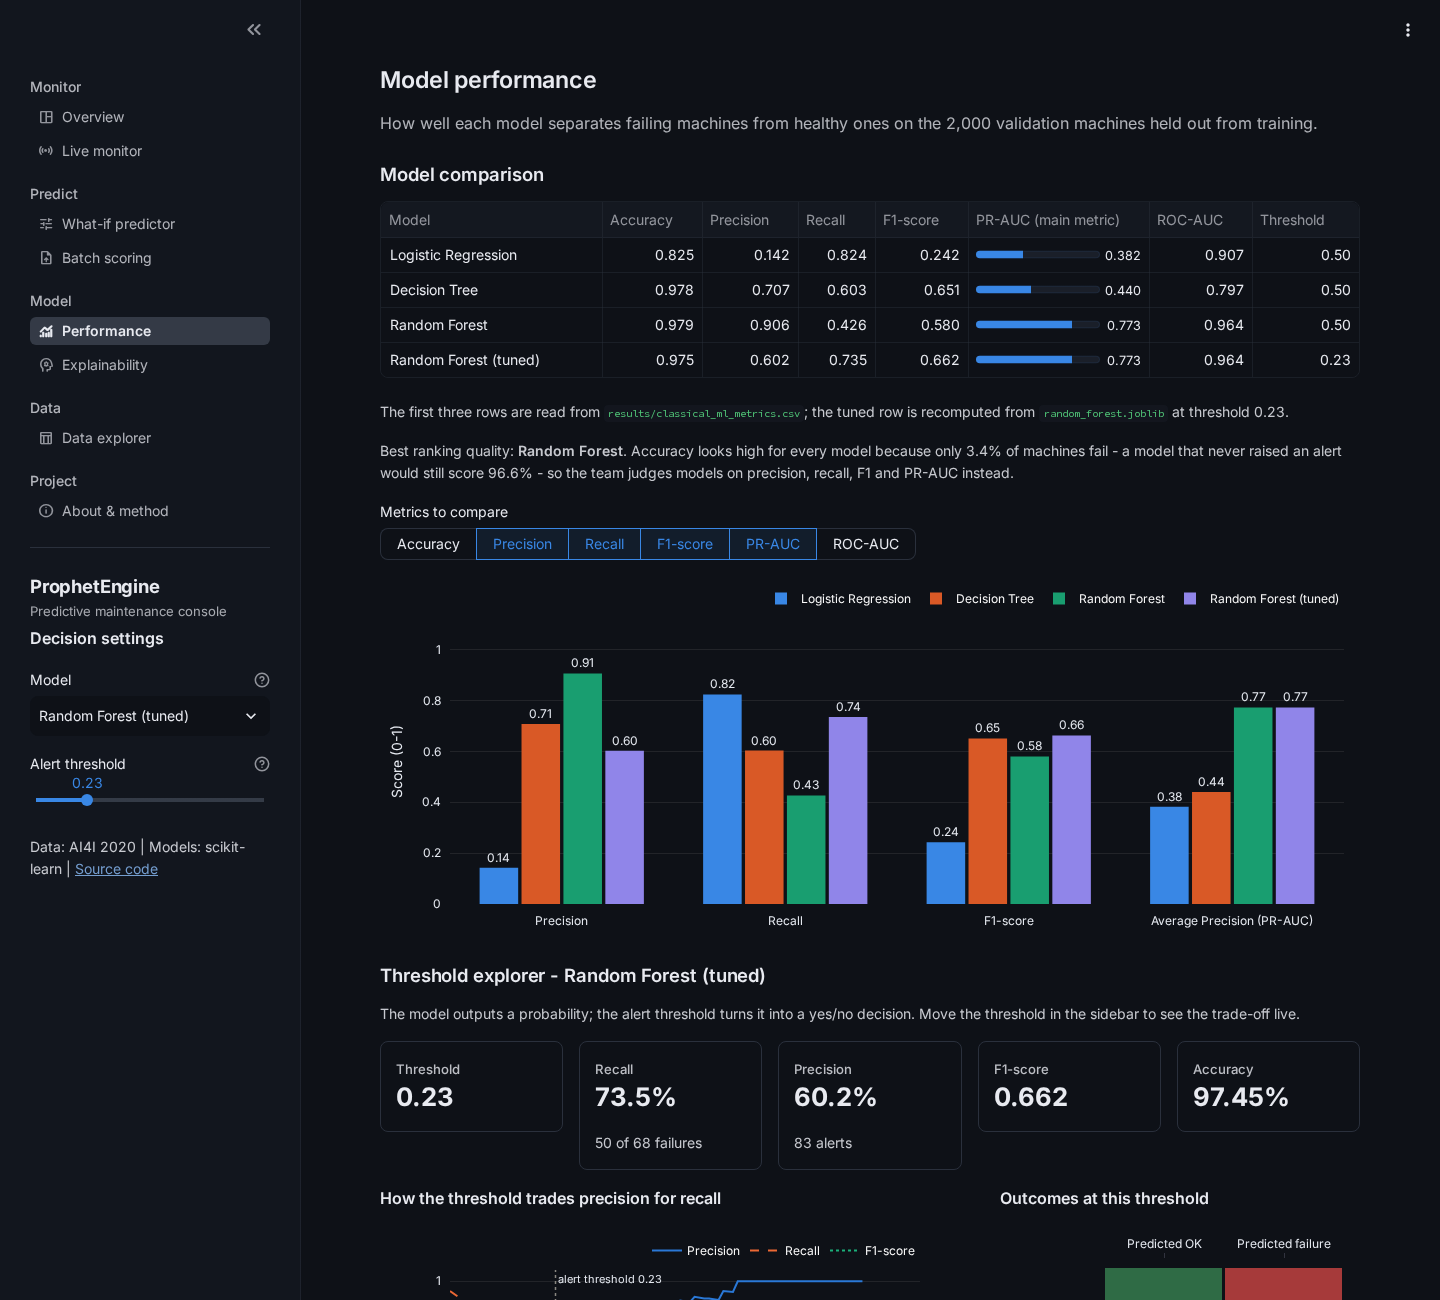 Monitor
Overview
Live monitor
Predict
What-if predictor
Batch scoring
Model
Performance
Explainability
Data
Data explorer
Project
About & method
ProphetEngine
Predictive maintenance console
Decision settings
Model
Random Forest (tuned)
Alert threshold
0.23
Data: AI4I 2020 | Models: scikit-
learn | Source code
Model performance
How well each model separates failing machines from healthy ones on the 2,000 validation machines held out from training.
Model comparison
Model Accuracy Precision Recall F1-score PR-AUC (main metric) ROC-AUC Threshold
Logistic Regression 0.825 0.142 0.824 0.242 0.382 0.907 0.50
Decision Tree 0.978 0.707 0.603 0.651 0.440 0.797 0.50
Random Forest 0.979 0.906 0.426 0.580 0.773 0.964 0.50
Random Forest (tuned) 0.975 0.602 0.735 0.662 0.773 0.964 0.23
The first three rows are read from results/classical_ml_metrics.csv ; the tuned row is recomputed from random_forest.joblib at threshold 0.23.
Best ranking quality: Random Forest. Accuracy looks high for every model because only 3.4% of machines fail - a model that never raised an alert
would still score 96.6% - so the team judges models on precision, recall, F1 and PR-AUC instead.
Metrics to compare
Accuracy Precision Recall F1-score PR-AUC ROC-AUC
Logistic Regression Decision Tree Random Forest Random Forest (tuned)
Score (0-1)
1
0.8
0.6
0.4
0.2
0
0.14 0.71 0.91 0.60
0.82 0.60 0.43 0.74
0.24 0.65 0.58 0.66
0.38 0.44 0.77 0.77
Precision Recall F1-score Average Precision (PR-AUC)
Threshold explorer - Random Forest (tuned)
The model outputs a probability; the alert threshold turns it into a yes/no decision. Move the threshold in the sidebar to see the trade-off live.
Threshold
0.23
Recall
73.5%
50 of 68 failures
Precision
60.2%
83 alerts
F1-score
0.662
Accuracy
97.45%
How the threshold trades precision for recall
Precision Recall F1-score
1
alert threshold 0.23
Outcomes at this threshold
Predicted OK Predicted failure